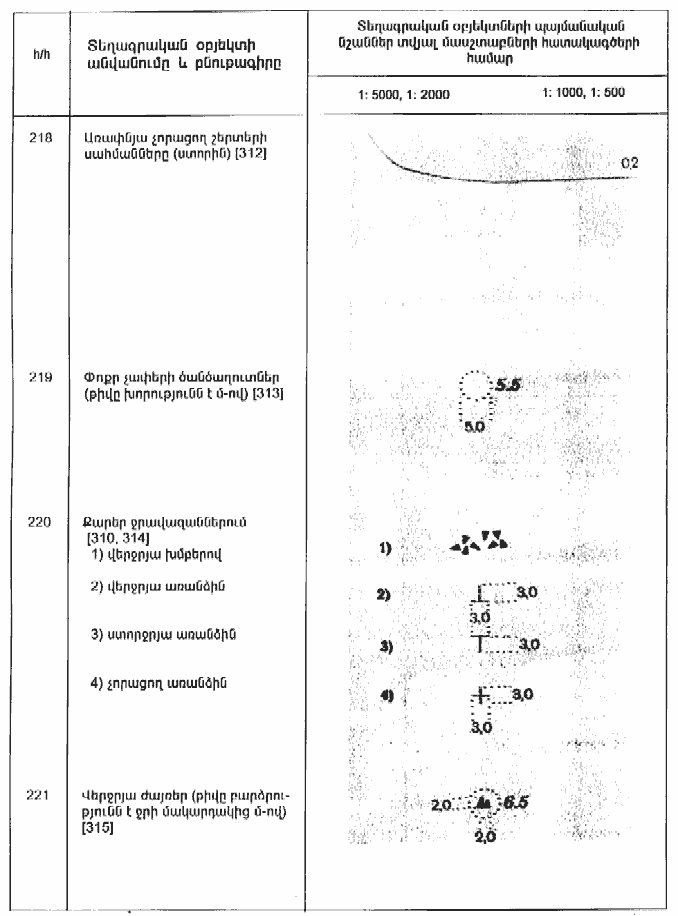 հ/հ
Տեղագրական օբյեկտի
անվանումը և բնութագիրը
Տեղագրական օբյեկտների պայմանական
նշաններ տվյալ մասշտաբների հատակագծերի
համար
1: 5000, 1: 2000
1: 1000, 1: 500
218
Առափնյա չորացող շերտերի
սահմանները (ստորին) [312]
0,2
219
Փոքր չափերի ծանծաղուտներ
(թիվը խորությունն է մ-ով) [313]
5.5
5,0
220
Քարեր ջրավազաններում
[310, 314]
1) վերջրյա խմբերով
1)
2) վերջրյա առանձին
2)
3,0
3,0
3) ստորջրյա առանձին
3)
3,0
4) չորացող առանձին
4)
3,0
3,0
221
Վերջրյա ժայռեր (թիվը բարձրու-
թյունն է ջրի մակարդակից մ-ով)
[315]
2,0
6.5
2,0